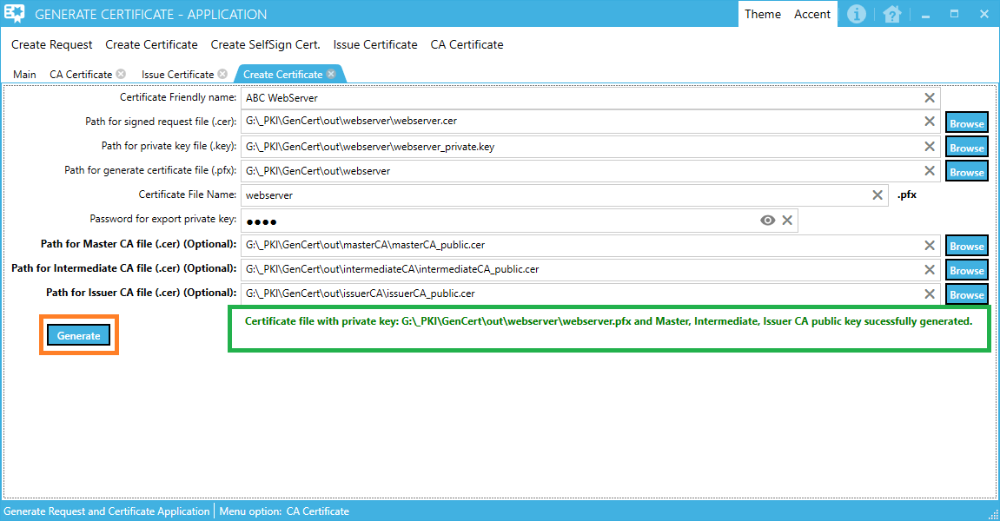 GENERATE CERTIFICATE - APPLICATION
Theme Accent
Create Request Create Certificate Create SelfSign Cert. Issue Certificate CA Certificate
Main CA Certificate Issue Certificate Create Certificate
Certificate Friendly name: ABC WebServer
Path for signed request file (.cer): G:\_PKI\GenCert\out\webserver\webserver.cer Browse
Path for private key file (.key): G:\_PKI\GenCert\out\webserver\webserver_private.key Browse
Path for generate certificate file (.pfx): G:\_PKI\GenCert\out\webserver Browse
Certificate File Name: webserver .pfx
Password for export private key: ●●●●
Path for Master CA file (.cer) (Optional): G:\_PKI\GenCert\out\masterCA\masterCA_public.cer Browse
Path for Intermediate CA file (.cer) (Optional): G:\_PKI\GenCert\out\intermediateCA\intermediateCA_public.cer Browse
Path for Issuer CA file (.cer) (Optional): G:\_PKI\GenCert\out\issuerCA\issuerCA_public.cer Browse
Certificate file with private key: G:\_PKI\GenCert\out\webserver\webserver.pfx and Master, Intermediate, Issuer CA public key sucessfully generated.
Generate
Generate Request and Certificate Application Menu option: CA Certificate